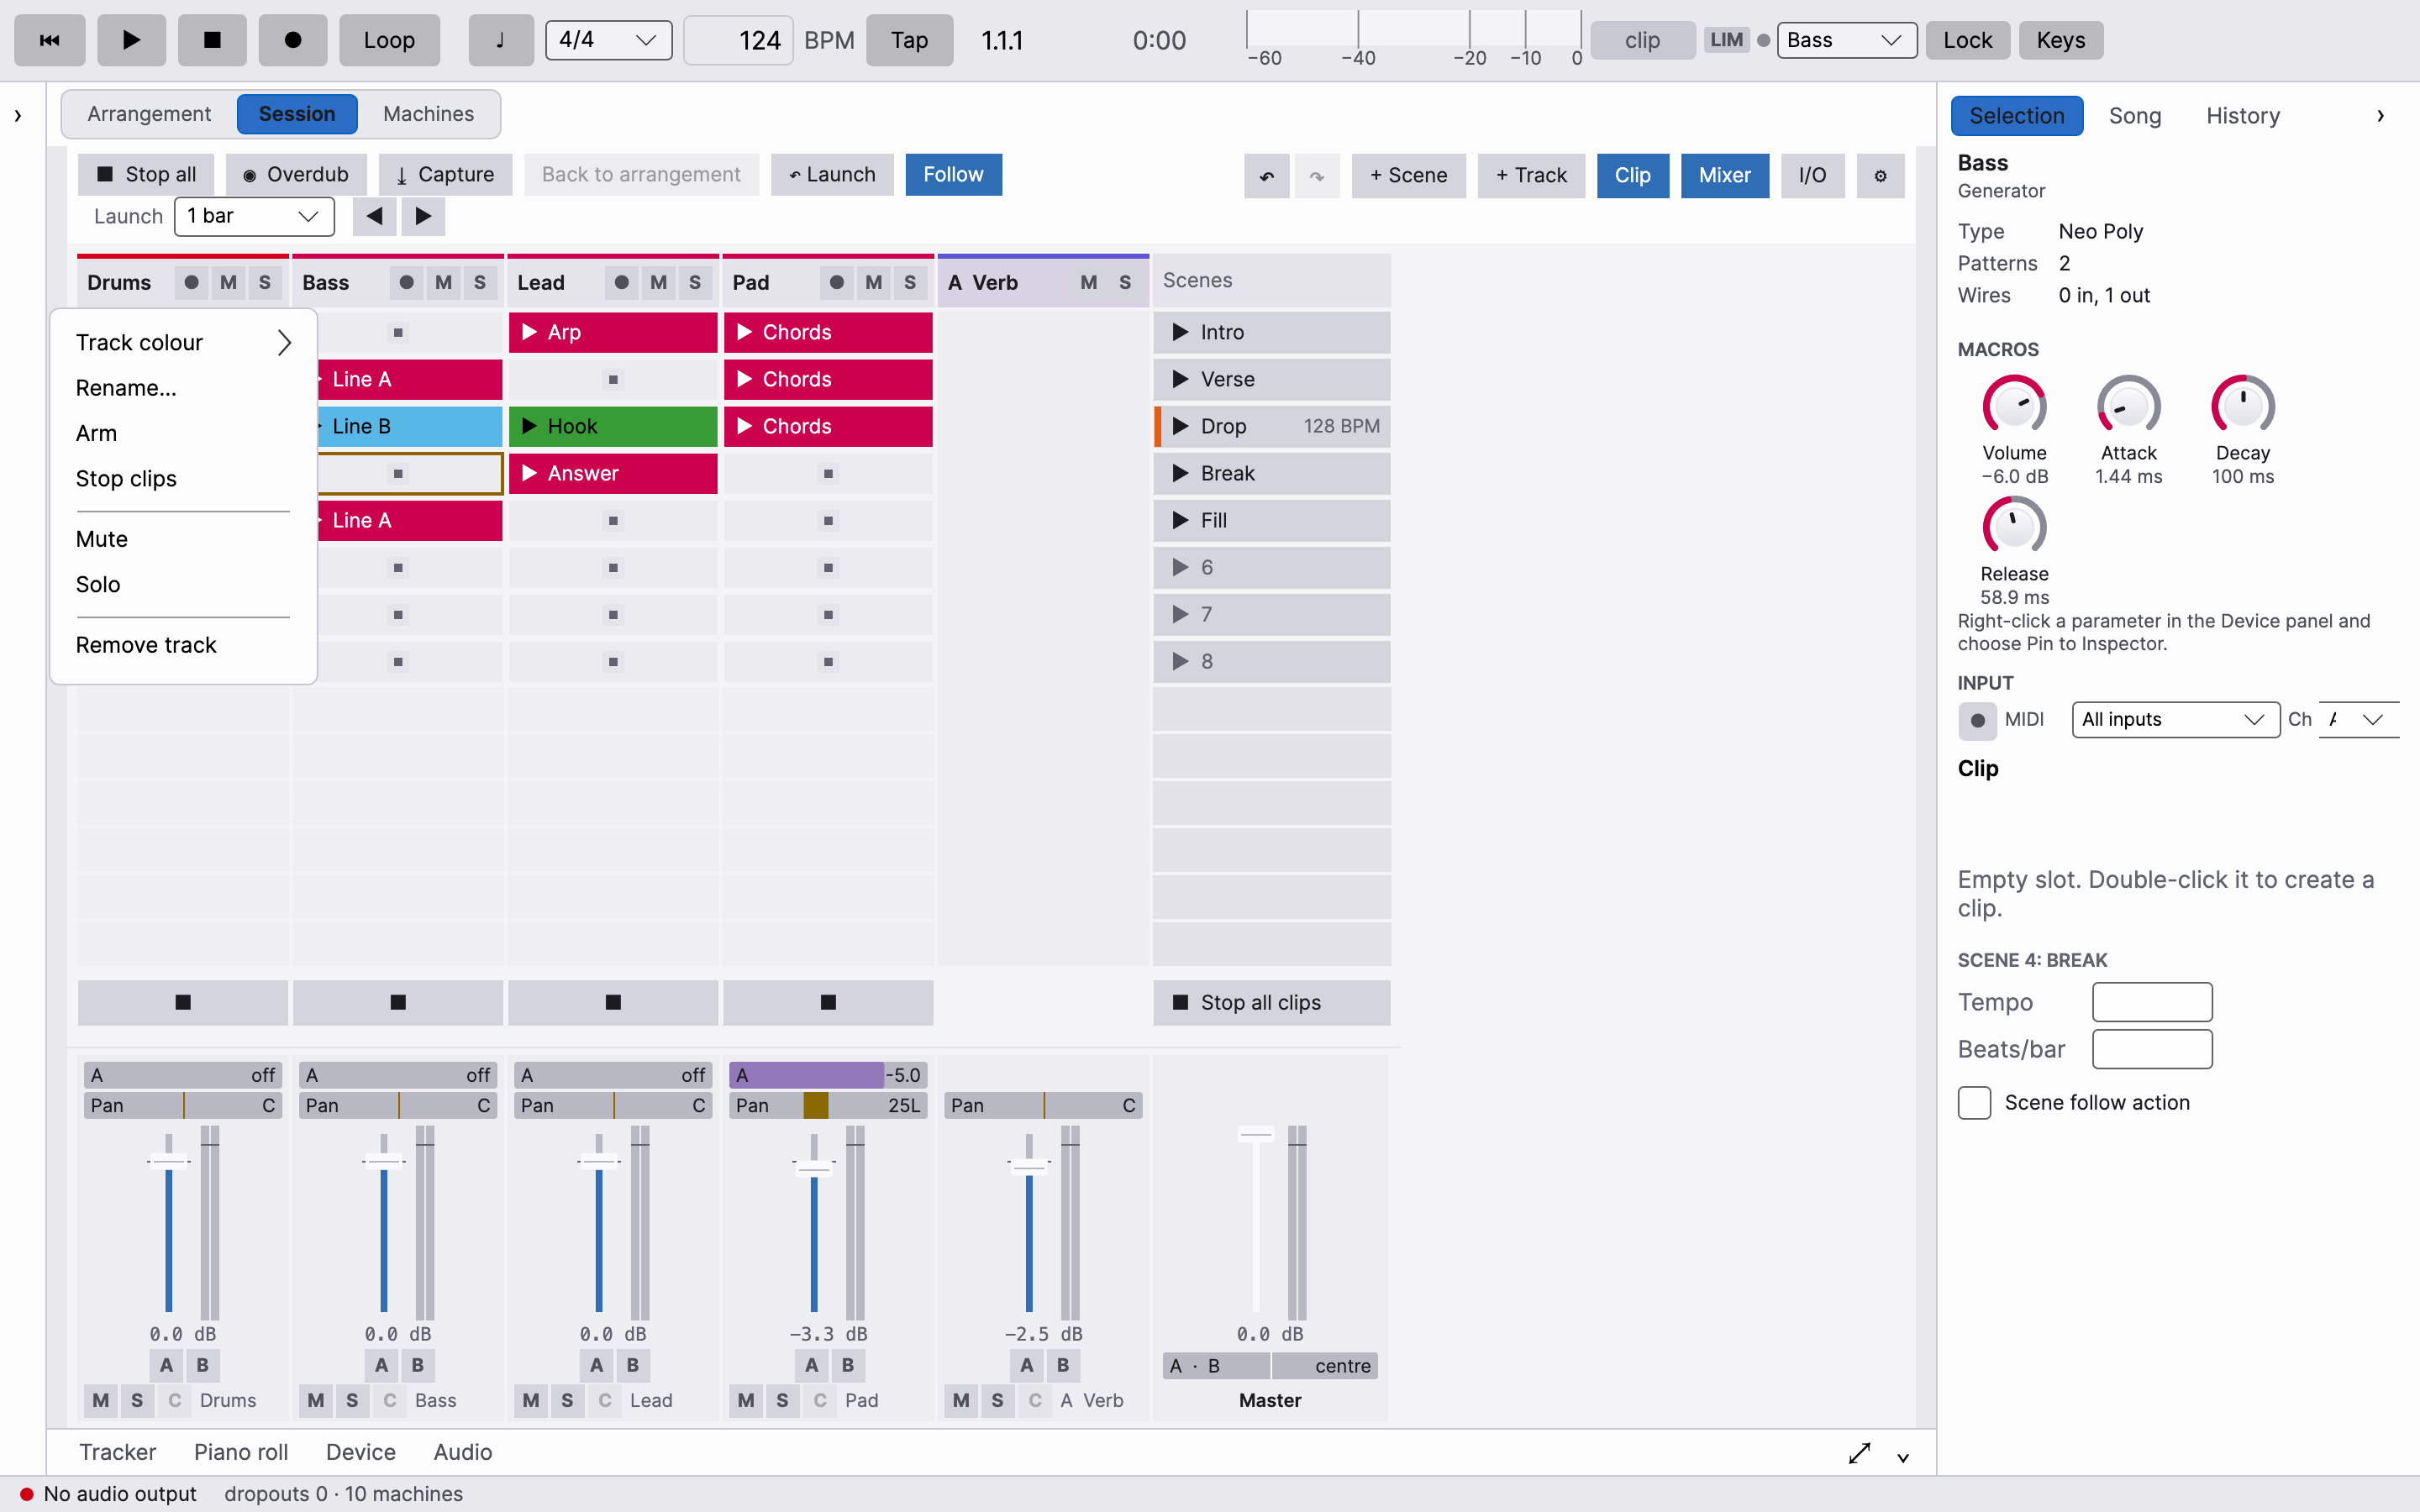 Loop
4/4
124 BPM
Tap
1.1.1
0:00
−60 −40 −20 −10 0
clip
LIM
Bass
Lock
Keys
Arrangement Session Machines
Stop all
Overdub
Capture
Back to arrangement
Launch
Follow
+ Scene
+ Track
Clip
Mixer
I/O
Launch 1 bar
Drums M S
Bass M S
Lead M S
Pad M S
A Verb M S
Scenes
Track colour
Rename...
Arm
Stop clips
Mute
Solo
Remove track
Arp Chords Intro
Line A Chords Verse
Line B Hook Chords Drop 128 BPM
Answer Break
Line A Fill
6
7
8
Stop all clips
A off A off A off A -5.0
Pan C Pan C Pan C Pan 25L Pan C
0.0 dB 0.0 dB 0.0 dB −3.3 dB −2.5 dB 0.0 dB
A B A B A B A B A B A · B centre
M S C Drums M S C Bass M S C Lead M S C Pad M S C A Verb Master
Tracker Piano roll Device Audio
No audio output dropouts 0 · 10 machines
Selection Song History
Bass
Generator
Type Neo Poly
Patterns 2
Wires 0 in, 1 out
MACROS
Volume Attack Decay
−6.0 dB 1.44 ms 100 ms
Release
58.9 ms
Right-click a parameter in the Device panel and
choose Pin to Inspector.
INPUT
MIDI All inputs Ch
Clip
Empty slot. Double-click it to create a
clip.
SCENE 4: BREAK
Tempo
Beats/bar
Scene follow action